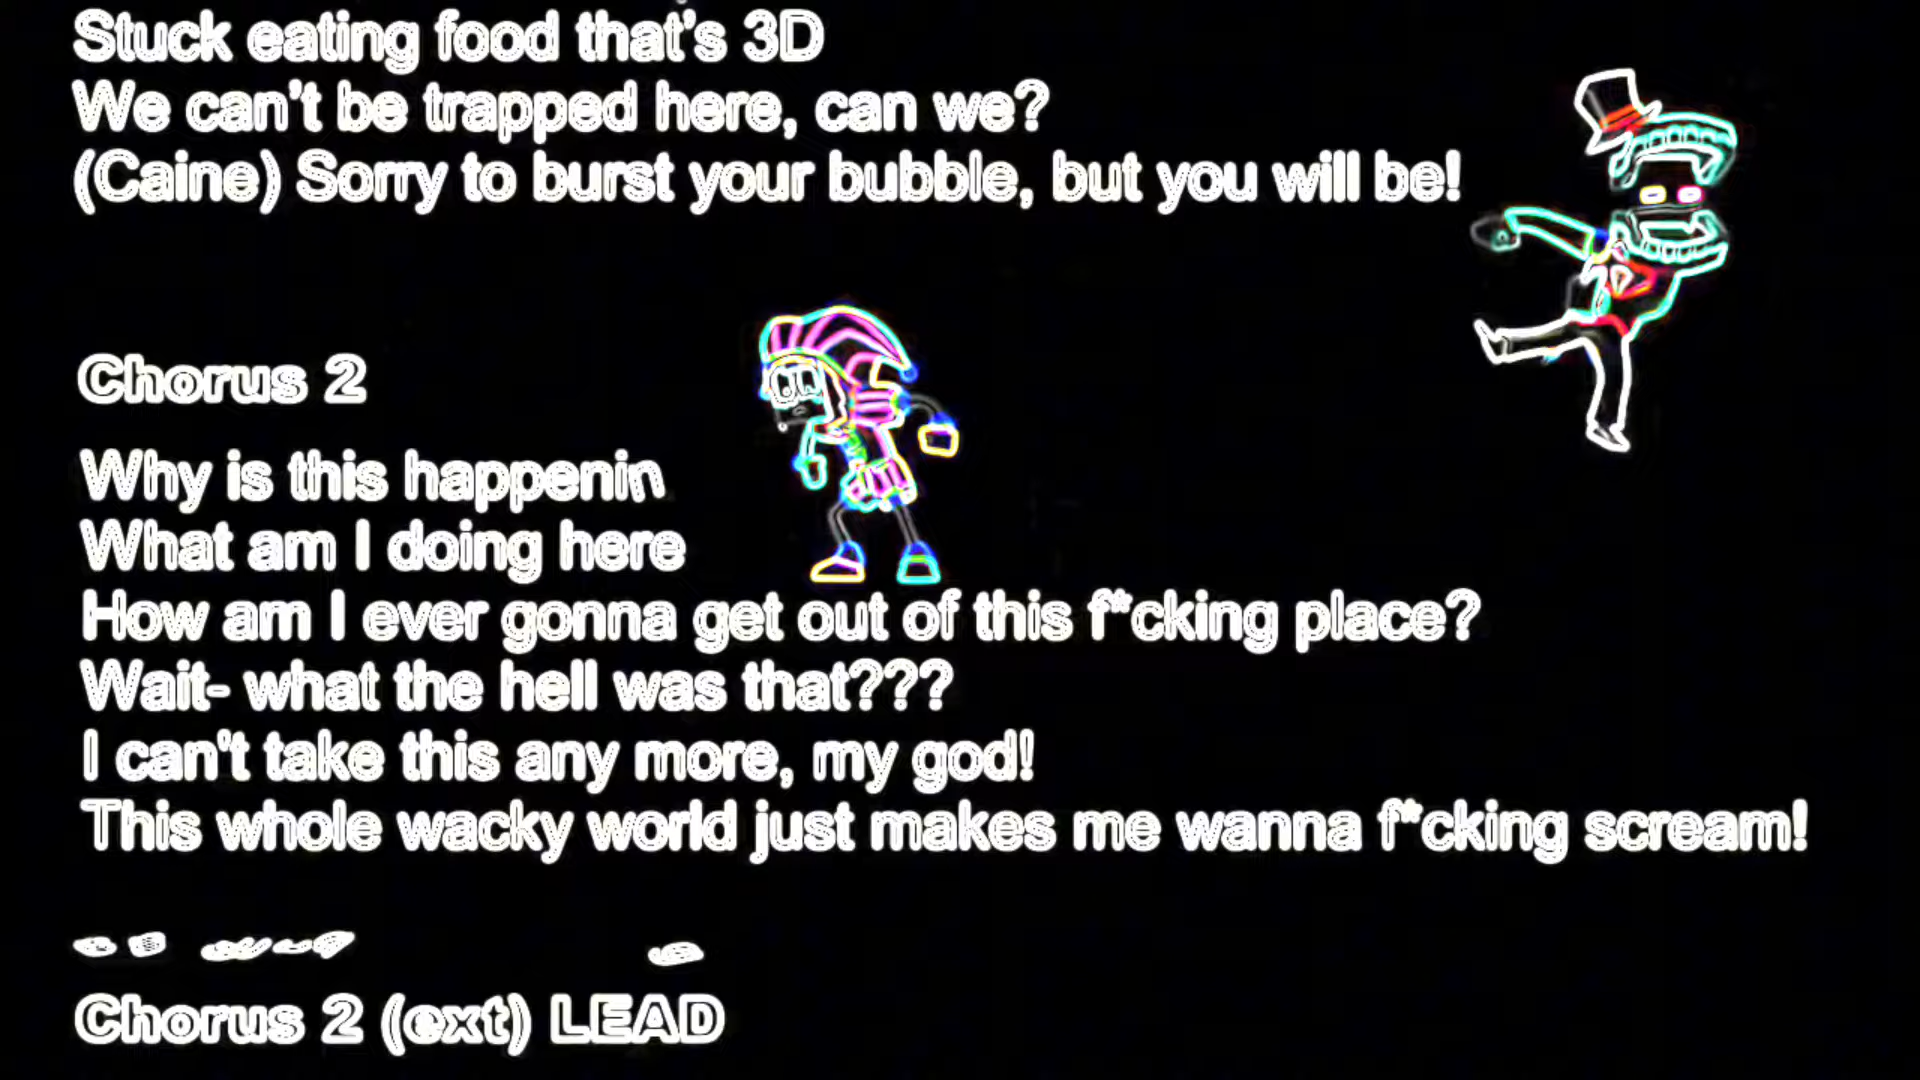 Stuck eating food that's 3D
We can't be trapped here, can we?
(Caine) Sorry to burst your bubble, but you will be!
Chorus 2
Why is this happenin
What am I doing here
How am I ever gonna get out of this f*cking place?
Wait- what the hell was that???
I can't take this any more, my god!
This whole wacky world just makes me wanna f*cking scream!
Chorus 2 (ext) LEAD